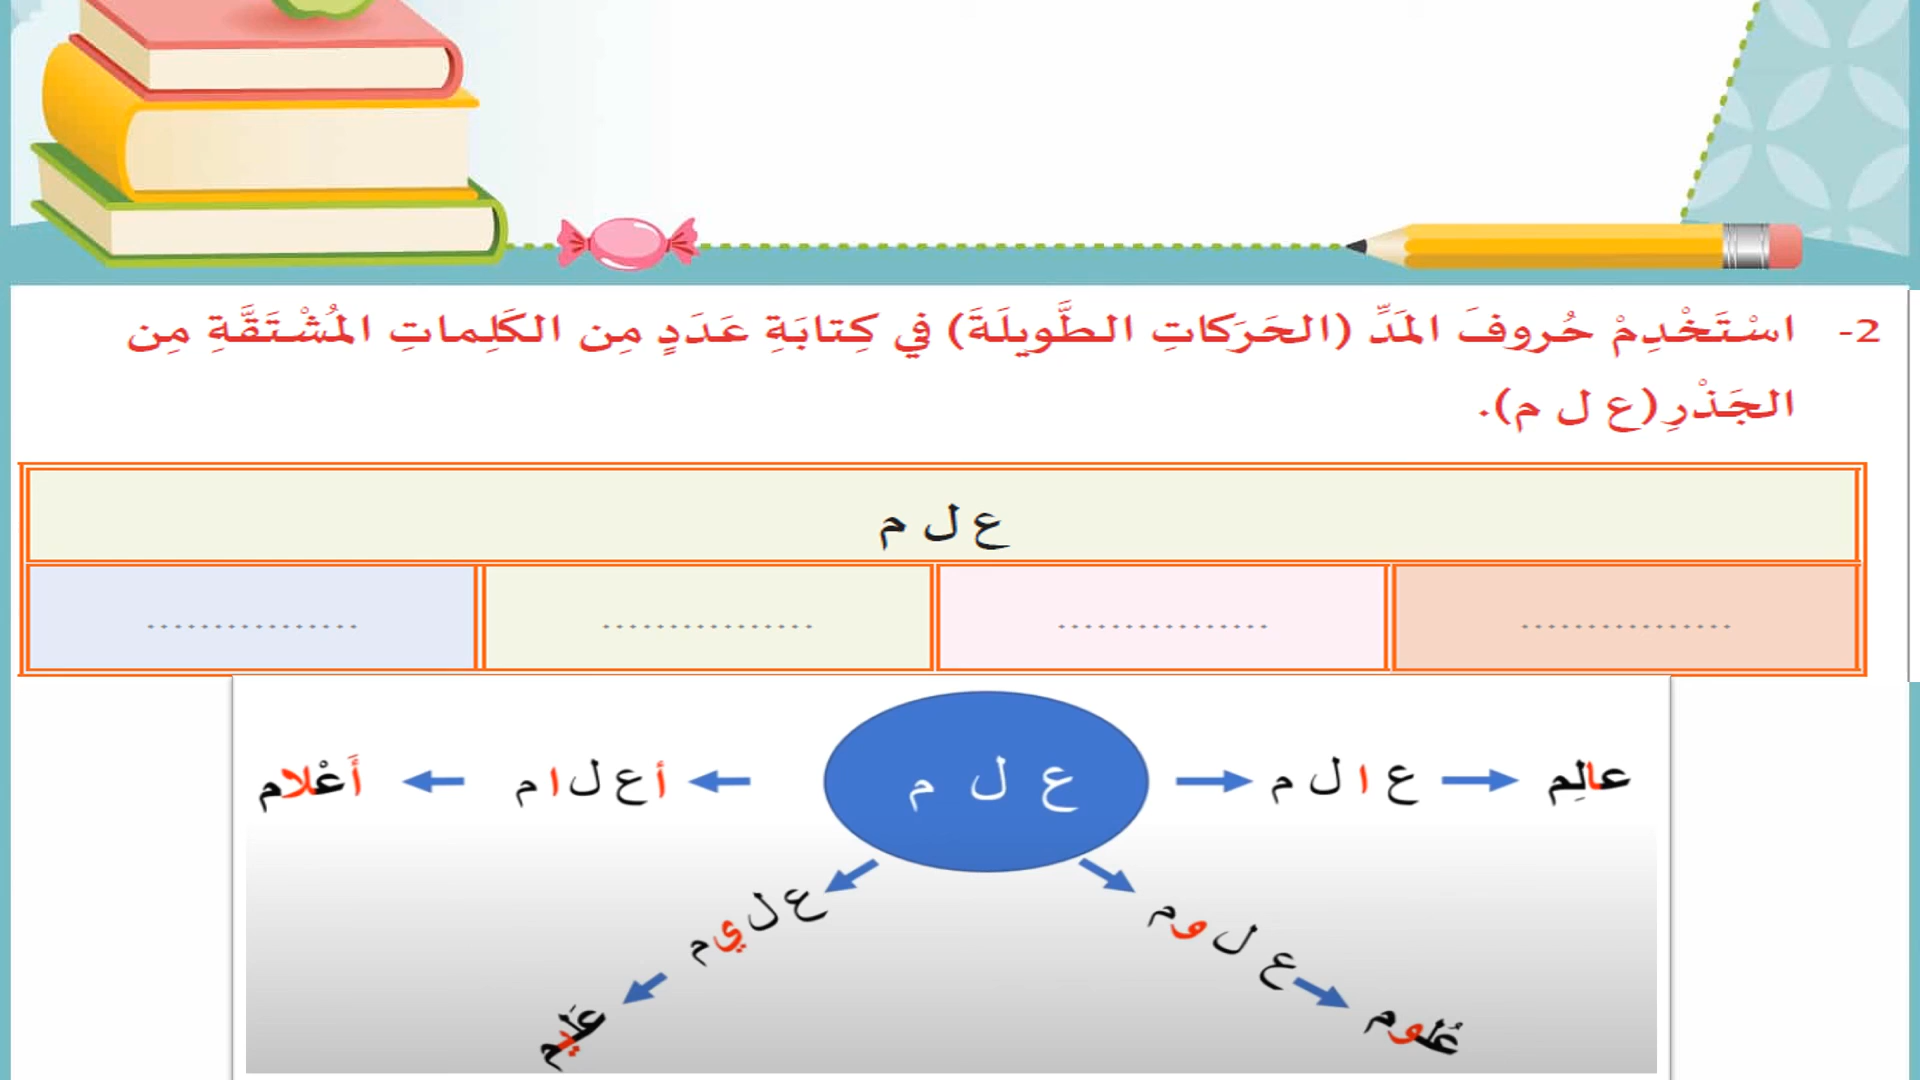 2- اسْتَخْدِمْ حُروفَ المَدِّ (الحَرَكاتِ الطَّويلَةَ) في كِتابَةِ عَدَدٍ مِن الكَلِماتِ المُشْتَقَّةِ مِن
الجَذْرِ (ع ل م).
ع ل م
............... ............... ............... ...............
ع ل م
ع ا ل م
عالِم
أ ع ل ا م
أَعْلام
ع ل و م
عُلوم
ع ل ي م
عَليم